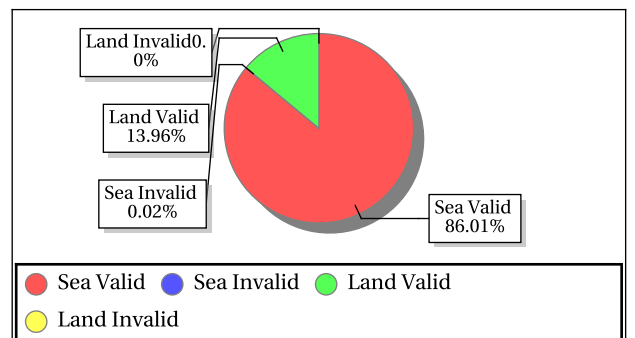 Land Invalid0.
0%
Land Valid
13.96%
Sea Invalid
0.02%
Sea Valid
86.01%
Sea Valid Sea Invalid Land Valid
Land Invalid